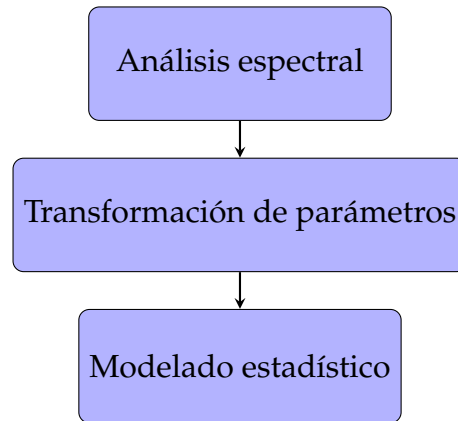 Análisis espectral
Transformación de parámetros
Modelado estadístico